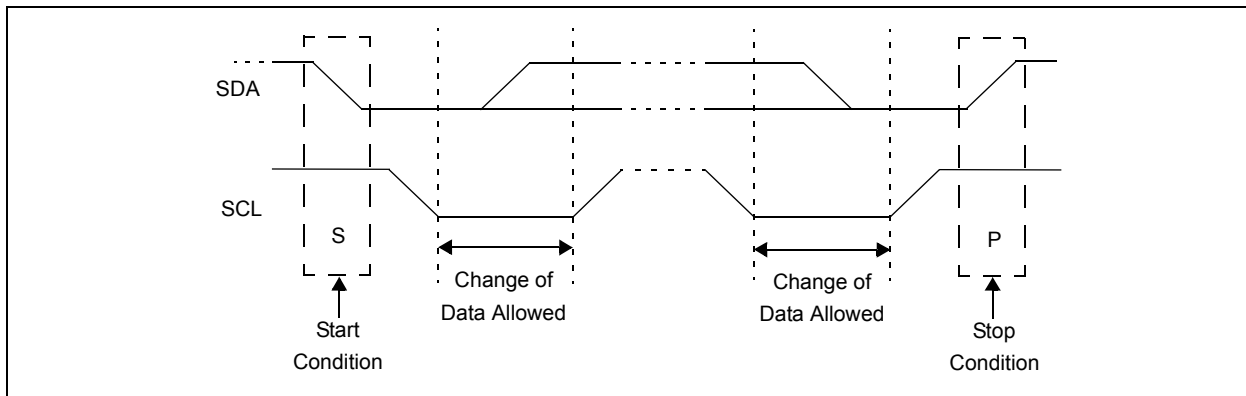 SDA
SCL
S
P
Change of
Data Allowed
Change of
Data Allowed
Start
Condition
Stop
Condition